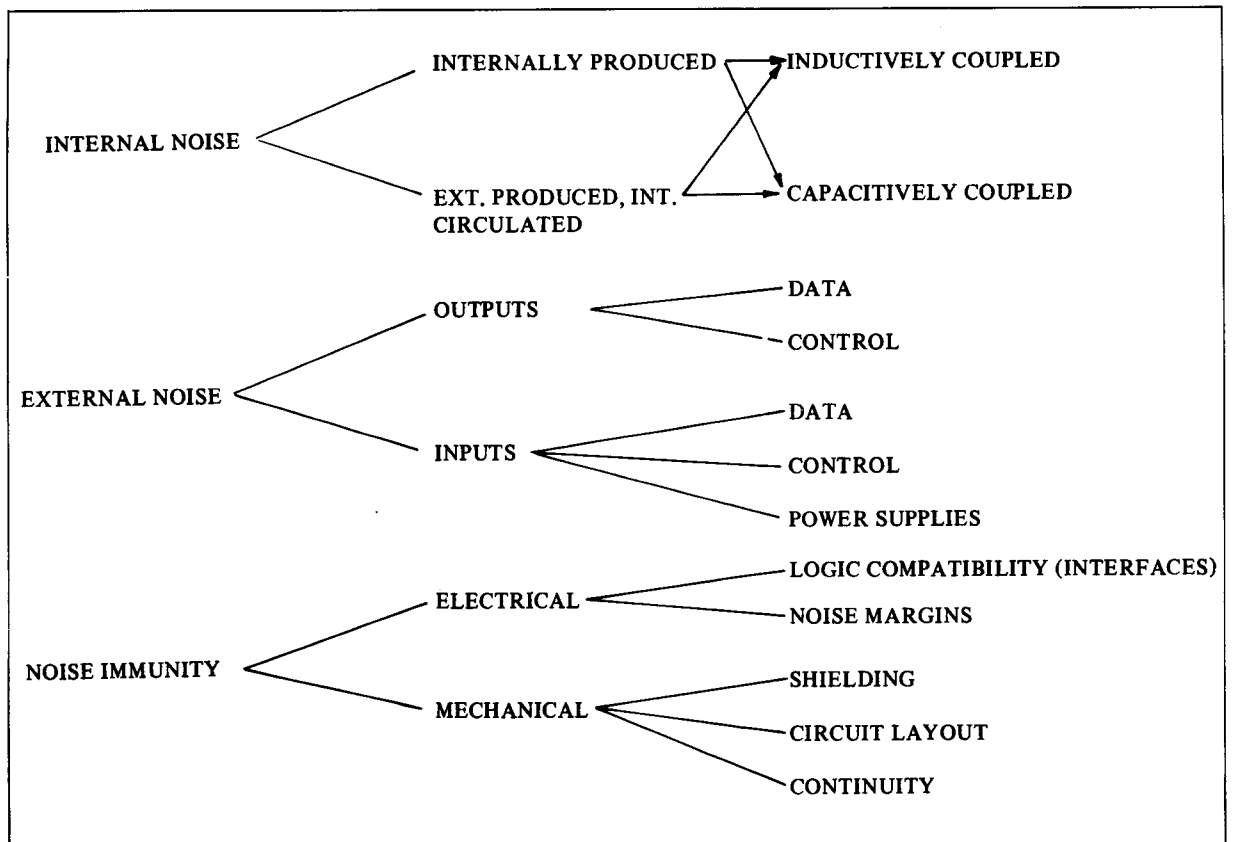 INTERNALLY PRODUCED
INDUCTIVELY COUPLED
INTERNAL NOISE
EXT. PRODUCED, INT.
CIRCULATED
CAPACITIVELY COUPLED
OUTPUTS
DATA
CONTROL
EXTERNAL NOISE
DATA
INPUTS
CONTROL
POWER SUPPLIES
LOGIC COMPATIBILITY (INTERFACES)
ELECTRICAL
NOISE MARGINS
NOISE IMMUNITY
SHIELDING
MECHANICAL
CIRCUIT LAYOUT
CONTINUITY